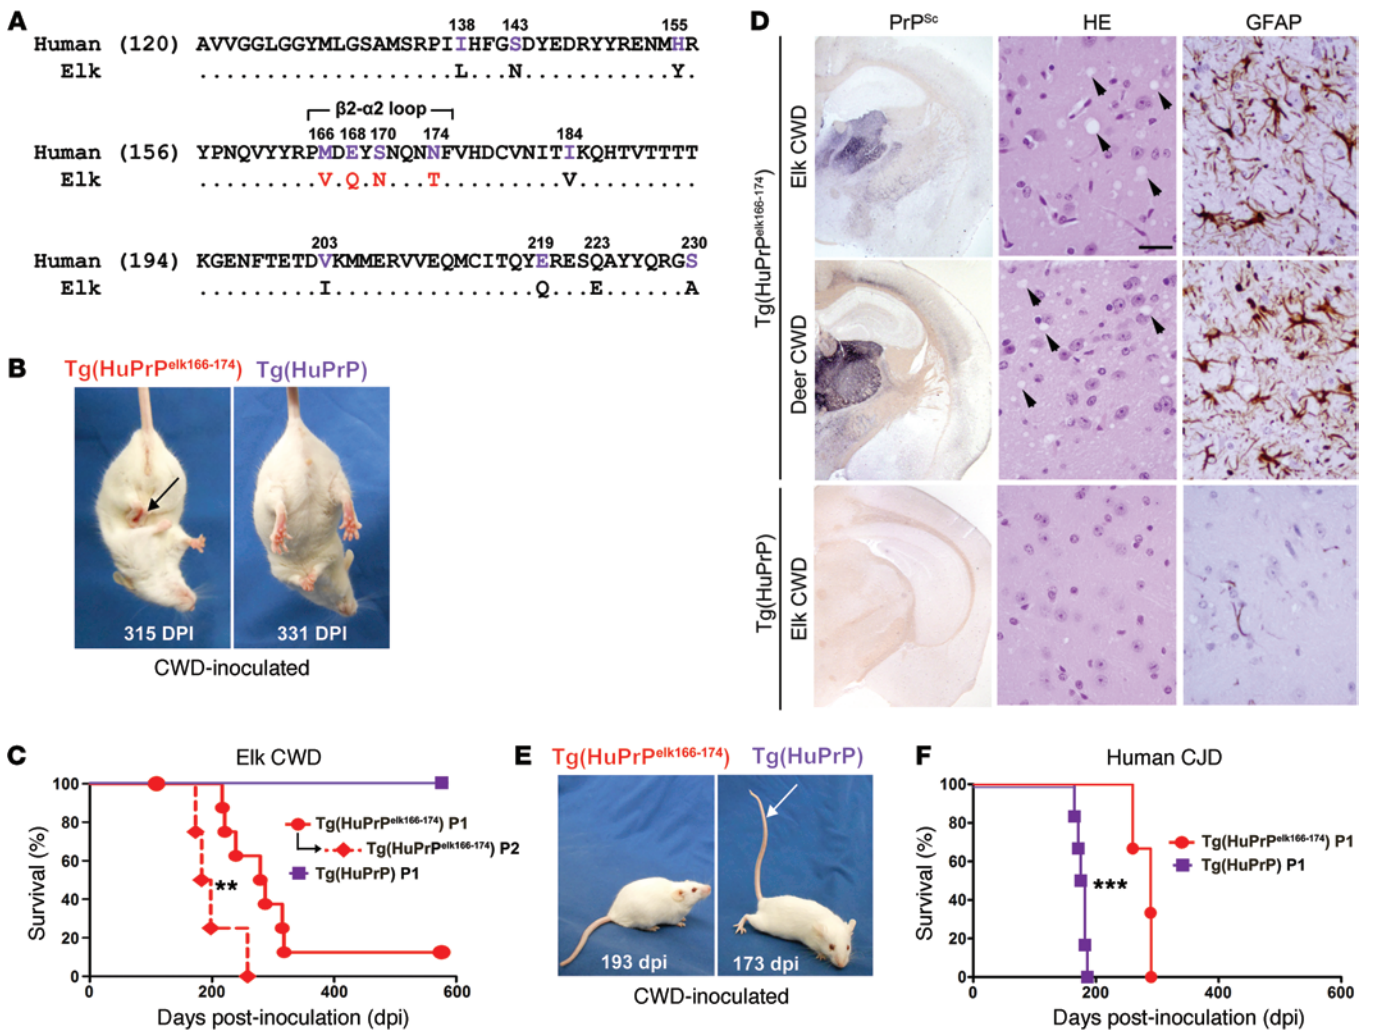 A
138 143 155
Human (120) AVVGGLGGYMLGSAMSRPIIHFGSDYEDRYYRENMHR
Elk ...................L...N...........Y.
β2-α2 loop
166 168 170 174 184
Human (156) YPNQVYYRPMDEYSNQNNFVHDCVNITIKQHTVTTTT
Elk .........V.Q.N...T.........V.........
203 219 223 230
Human (194) KGENFTETDVKMMERVVEQMCITQYERESQAYYQRGS
Elk .........I...............Q...E......A
B
Tg(HuPrPelk166-174) Tg(HuPrP)
315 DPI 331 DPI
CWD-inoculated
C
Elk CWD
Survival (%)
100
80
60
40
20
0
0 200 400 600
Days post-inoculation (dpi)
Tg(HuPrPelk166-174) P1
Tg(HuPrPelk166-174) P2
Tg(HuPrP) P1
**
D
PrPSc HE GFAP
Tg(HuPrPelk166-174)
Elk CWD
Deer CWD
Tg(HuPrP)
Elk CWD
E
Tg(HuPrPelk166-174) Tg(HuPrP)
193 dpi 173 dpi
CWD-inoculated
F
Human CJD
Survival (%)
100
80
60
40
20
0
0 200 400 600
Days post-inoculation (dpi)
Tg(HuPrPelk166-174) P1
Tg(HuPrP) P1
***